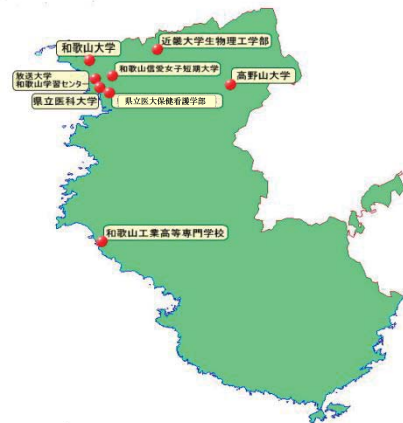 近畿大学生物理工学部
和歌山大学
和歌山信愛女子短期大学
放送大学
和歌山学習センター
高野山大学
県立医科大学
県立医大保健看護学部
和歌山工業高等専門学校